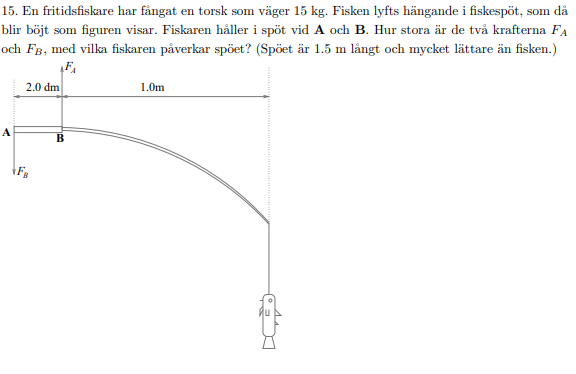 15. En fritidsfiskare har fångat en torsk som väger 15 kg. Fisken lyfts hängande i fiskespöt, som då
blir böjt som figuren visar. Fiskaren håller i spöt vid A och B. Hur stora är de två krafterna F_A
och F_B, med vilka fiskaren påverkar spöet? (Spöet är 1.5 m långt och mycket lättare än fisken.)
F_A
2.0 dm 1.0m
A
B
F_B